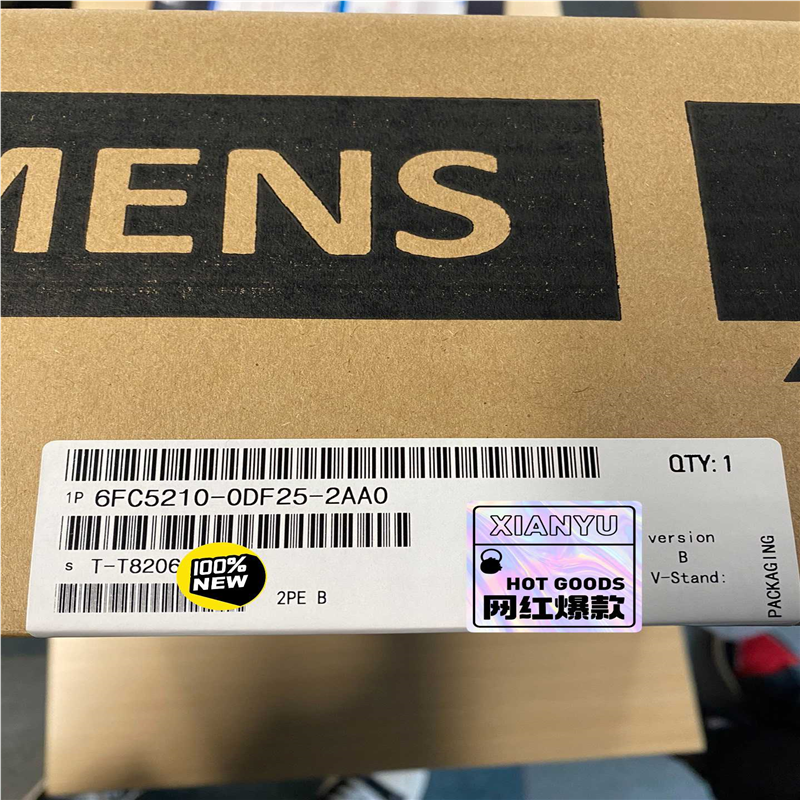 MENS
QTY: 1
1P 6FC5210-0DF25-2AA0
XIANYU
version
B
S T-T8206
100%
NEW
HOT GOODS
V-Stand:
网红爆款
2PE B
PACKAGING